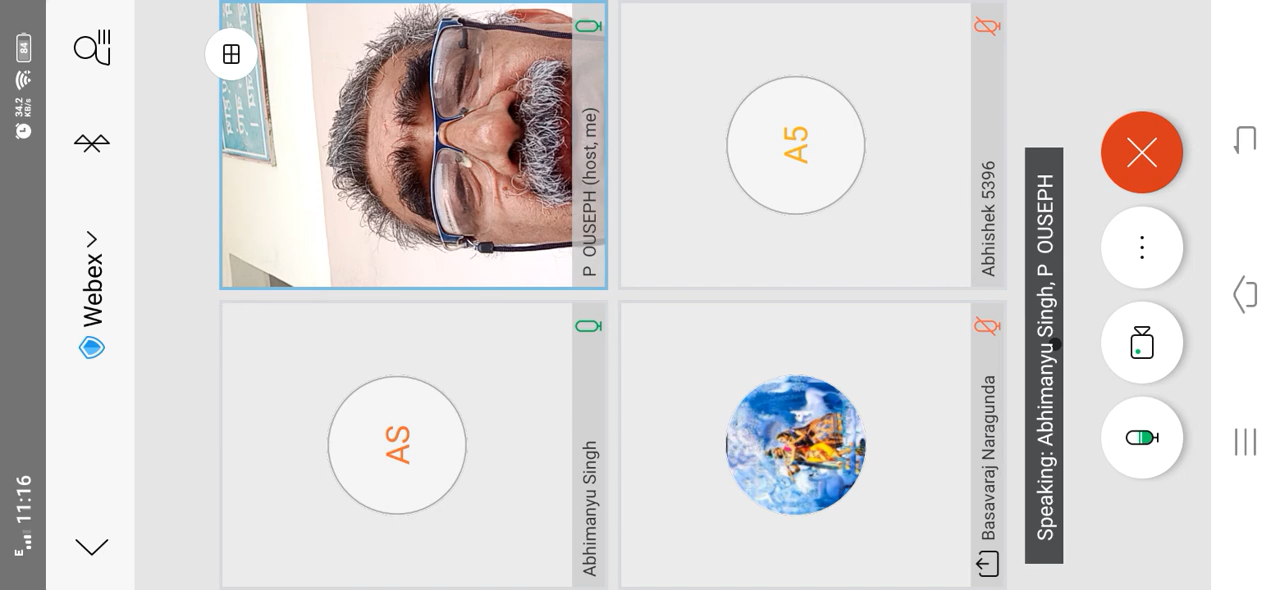 E 11:16
34.2
KB/s
84
Webex
P OUSEPH (host, me)
A5
Abhishek 5396
AS
Abhimanyu Singh
Basavaraj Naragunda
Speaking: Abhimanyu Singh, P OUSEPH